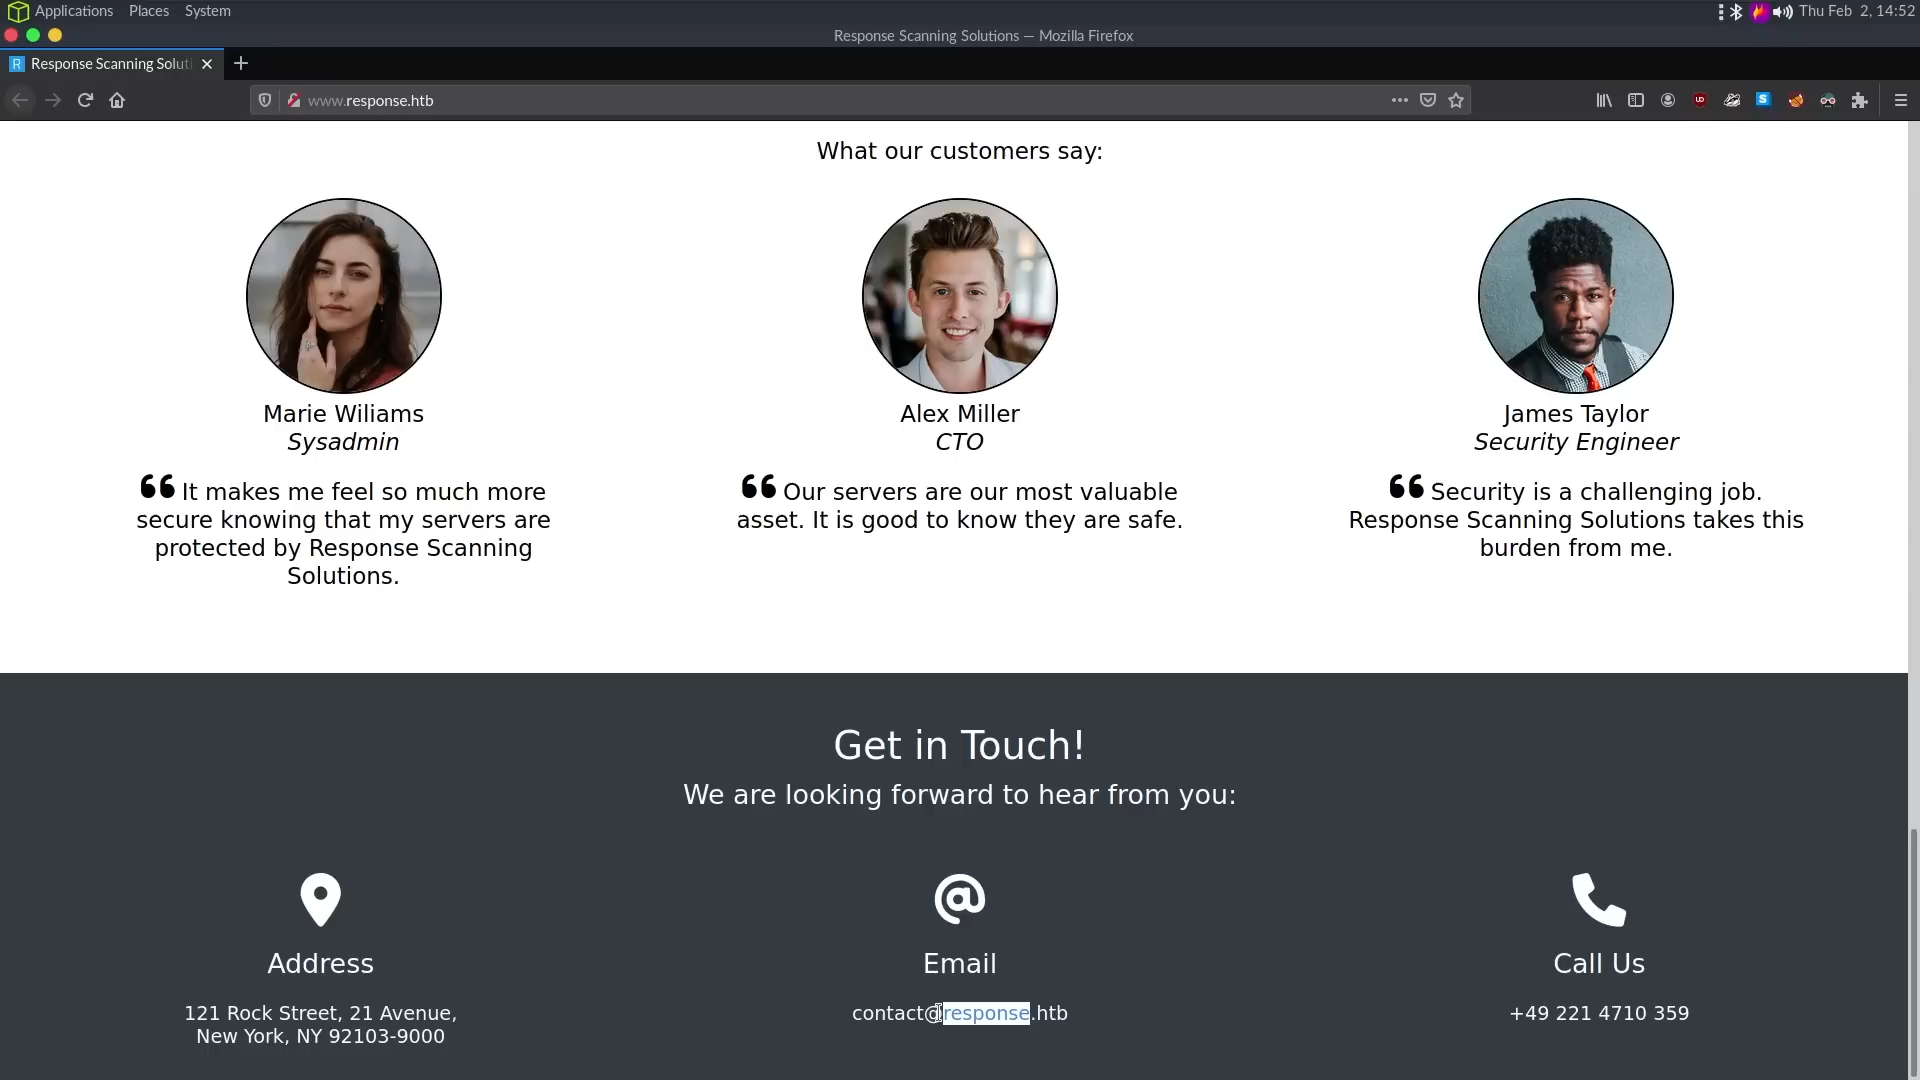 Applications Places System
Thu Feb 2, 14:52
Response Scanning Solutions — Mozilla Firefox
R Response Scanning Soluti
www.response.htb
What our customers say:
Marie Wiliams
Sysadmin
“ It makes me feel so much more
secure knowing that my servers are
protected by Response Scanning
Solutions.
Alex Miller
CTO
“ Our servers are our most valuable
asset. It is good to know they are safe.
James Taylor
Security Engineer
“ Security is a challenging job.
Response Scanning Solutions takes this
burden from me.
Get in Touch!
We are looking forward to hear from you:
Address
121 Rock Street, 21 Avenue,
New York, NY 92103-9000
@
Email
contact@response.htb
Call Us
+49 221 4710 359